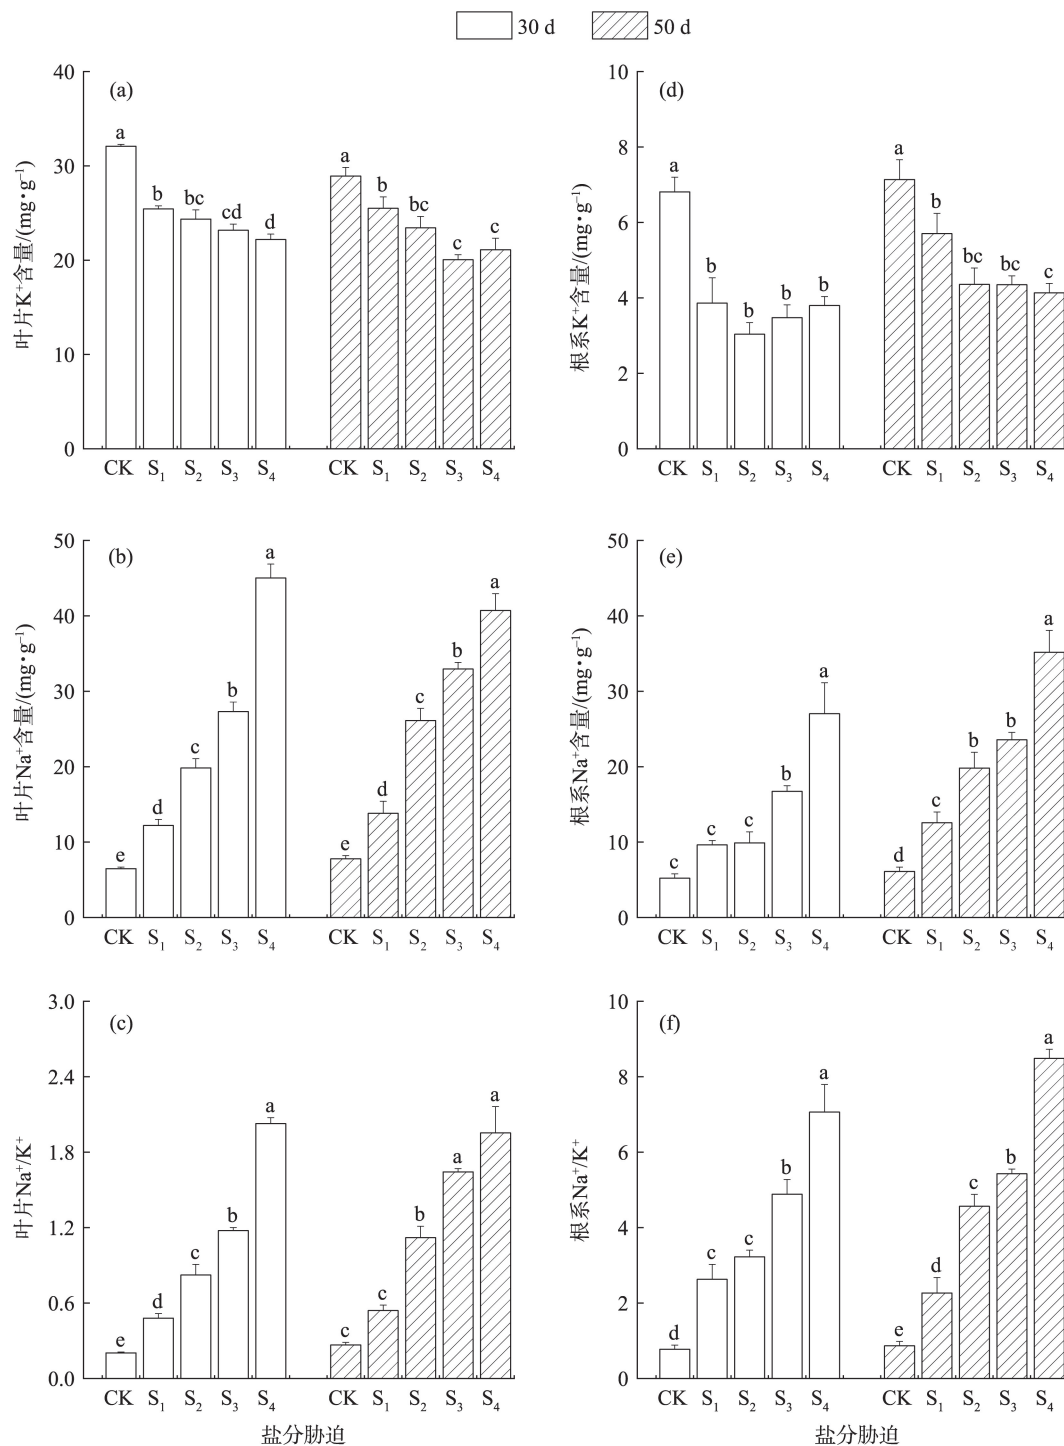 30 d 50 d
(a)
叶片K⁺含量/(mg·g⁻¹)
40
30
20
10
0
a b bc cd d a b bc c c
CK S₁ S₂ S₃ S₄ CK S₁ S₂ S₃ S₄
(d)
根系K⁺含量/(mg·g⁻¹)
10
8
6
4
2
0
a b b b b a b bc bc c
CK S₁ S₂ S₃ S₄ CK S₁ S₂ S₃ S₄
(b)
叶片Na⁺含量/(mg·g⁻¹)
50
40
30
20
10
0
e d c b a e d c b a
CK S₁ S₂ S₃ S₄ CK S₁ S₂ S₃ S₄
(e)
根系Na⁺含量/(mg·g⁻¹)
50
40
30
20
10
0
c c c b a d c b b a
CK S₁ S₂ S₃ S₄ CK S₁ S₂ S₃ S₄
(c)
叶片Na⁺/K⁺
3.0
2.4
1.8
1.2
0.6
0.0
e d c b a c c b a a
CK S₁ S₂ S₃ S₄ CK S₁ S₂ S₃ S₄
盐分胁迫
(f)
根系Na⁺/K⁺
10
8
6
4
2
0
d c c b a e d c b a
CK S₁ S₂ S₃ S₄ CK S₁ S₂ S₃ S₄
盐分胁迫